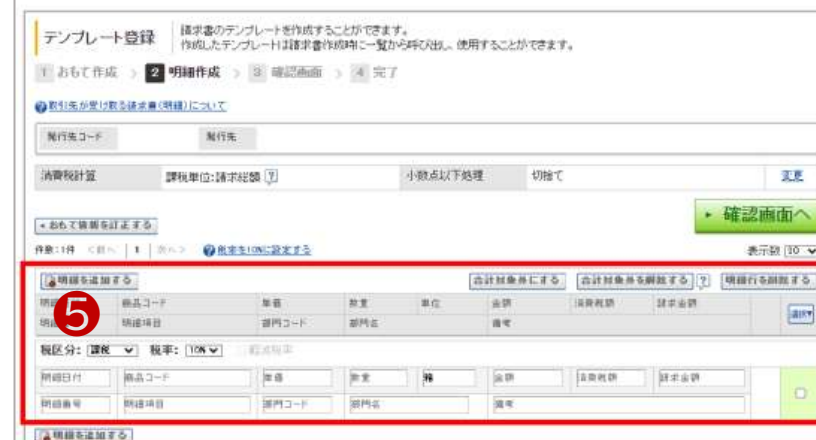 テンプレート登録
請求書のテンプレートを作成することができます。
作成したテンプレートは請求書作成時に一覧から呼び出し、使用することができます。
1 おもて作成 > 2 明細作成 > 3 確認画面 > 4 完了
取引先が受け取る請求書(明細)について
発行先コード 発行先
消費税計算 課税単位:請求総額 ? 小数点以下処理 切捨て 変更
確認画面へ
« おもて情報を訂正する
件数:1件 <前へ | 1 | 次へ> 税率を10%に設定する 表示数 10
明細を追加する 合計対象外にする 合計対象外を解除する ? 明細行を削除する
商品コード 単価 数量 単位 金額 消費税額 請求金額 選択▼
5
明細項目 部門コード 部門名 備考
税区分: 課税 税率: 10% 軽減税率
明細日付 商品コード 単価 数量 金額 消費税額 請求金額
明細番号 明細項目 部門コード 部門名 備考
明細を追加する